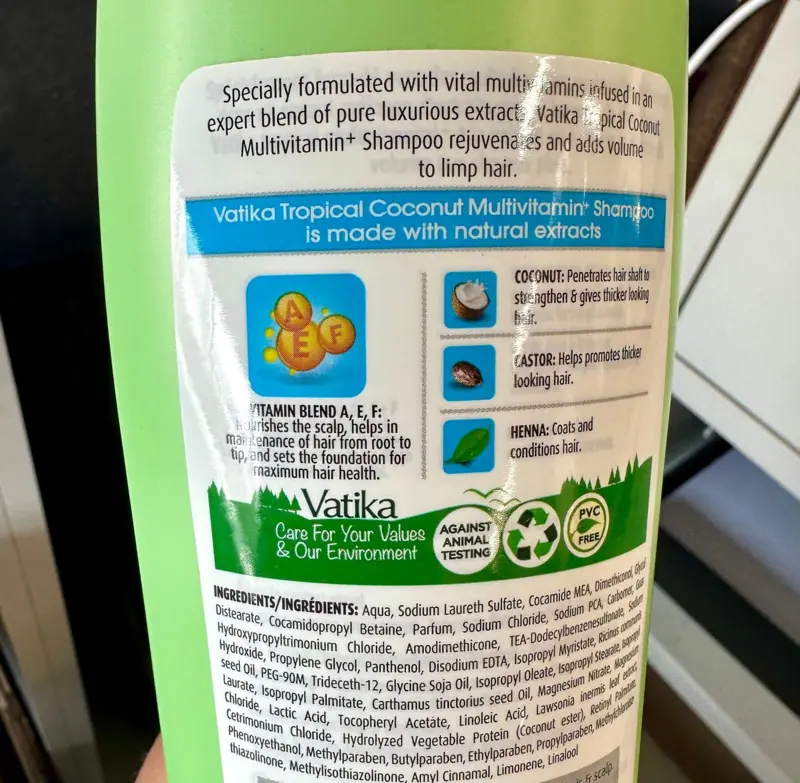 Specially formulated with vital multivitamins infused in an
expert blend of pure luxurious extracts Vatika Tropical Coconut
Multivitamin+ Shampoo rejuvenates and adds volume
to limp hair.
Vatika Tropical Coconut Multivitamin+ Shampoo
is made with natural extracts
A
E
F
VITAMIN BLEND A, E, F:
Nourishes the scalp, helps in
maintenance of hair from root to
tip, and sets the foundation for
maximum hair health.
COCONUT: Penetrates hair shaft to
strengthen & gives thicker looking
hair.
CASTOR: Helps promotes thicker
looking hair.
HENNA: Coats and
conditions hair.
Vatika
Care For Your Values
& Our Environment
AGAINST
ANIMAL
TESTING
PVC
FREE
INGREDIENTS/INGRÉDIENTS: Aqua, Sodium Laureth Sulfate, Cocamide MEA, Dimethiconol, Glycol
Distearate, Cocamidopropyl Betaine, Parfum, Sodium Chloride, Sodium PCA, Carbomer, Guar
Hydroxypropyltrimonium Chloride, Amodimethicone, TEA-Dodecylbenzenesulfonate, Sodium
Hydroxide, Propylene Glycol, Panthenol, Disodium EDTA, Isopropyl Myristate, Ricinus communis
seed Oil, PEG-90M, Trideceth-12, Glycine Soja Oil, Isopropyl Oleate, Isopropyl Stearate, Isopropyl
Laurate, Isopropyl Palmitate, Carthamus tinctorius seed Oil, Magnesium Nitrate, Magnesium
Chloride, Lactic Acid, Tocopheryl Acetate, Linoleic Acid, Lawsonia inermis leaf extract,
Cetrimonium Chloride, Hydrolyzed Vegetable Protein (Coconut ester), Retinyl Palmitate,
Phenoxyethanol, Methylparaben, Butylparaben, Ethylparaben, Propylparaben, Methylchloroiso
thiazolinone, Methylisothiazolinone, Amyl Cinnamal, Limonene, Linalool
& scalp.